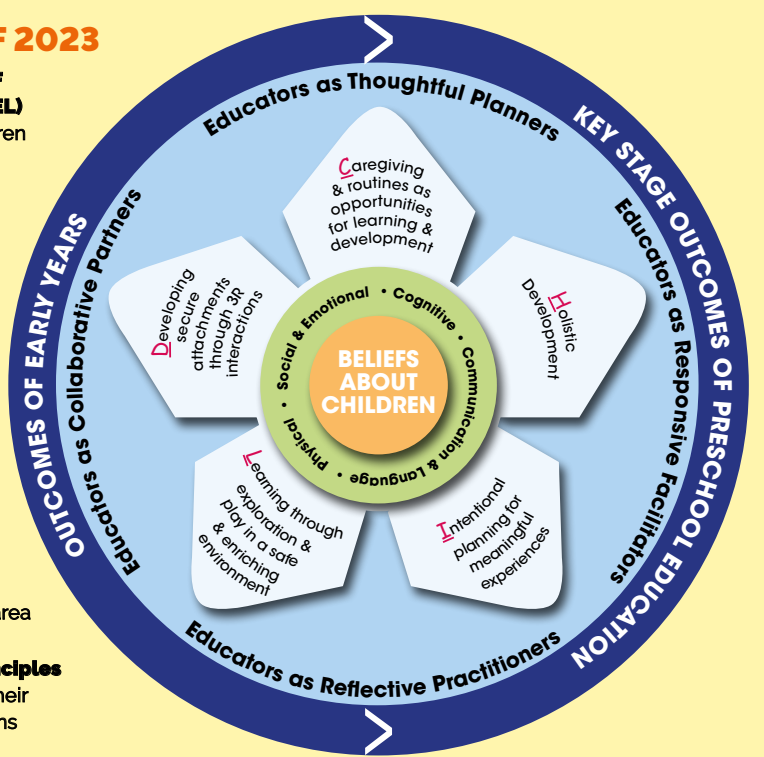 F 2023
F
EL)
ren
area
ciples
heir
ns
OUTCOMES OF EARLY YEARS
KEY STAGE OUTCOMES OF PRESCHOOL EDUCATION
Educators as Thoughtful Planners
Educators as Responsive Facilitators
Educators as Reflective Practitioners
Educators as Collaborative Partners
Caregiving
& routines as
opportunities
for learning &
development
Holistic
Development
Intentional
planning for
meaningful
experiences
Learning through
exploration &
play in a safe
& enriching
environment
Developing
secure
attachments
through 3R
interactions
Social & Emotional • Cognitive • Communication & Language • Physical •
BELIEFS
ABOUT
CHILDREN